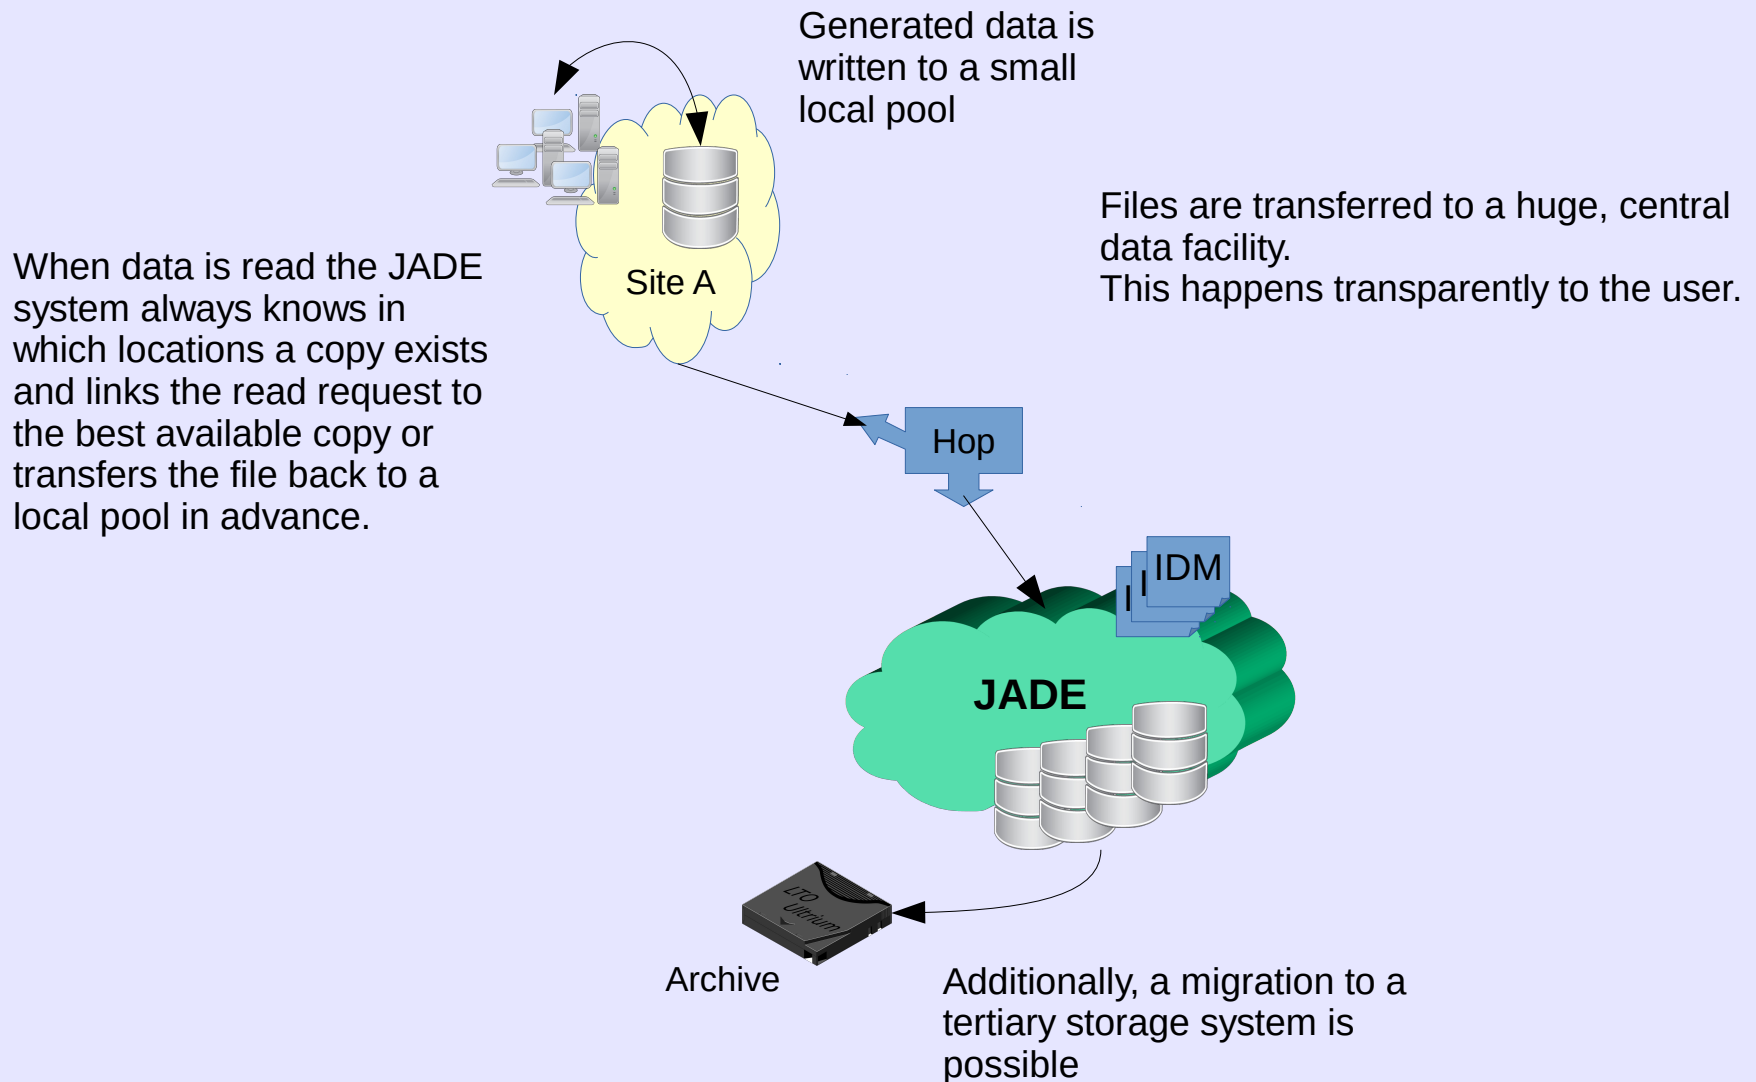 Generated data is
written to a small
local pool
Files are transferred to a huge, central
data facility.
This happens transparently to the user.
When data is read the JADE
system always knows in
which locations a copy exists
and links the read request to
the best available copy or
transfers the file back to a
local pool in advance.
Site A
Hop
IDM
I
I
JADE
LTO
Ultrium
Archive
Additionally, a migration to a
tertiary storage system is
possible